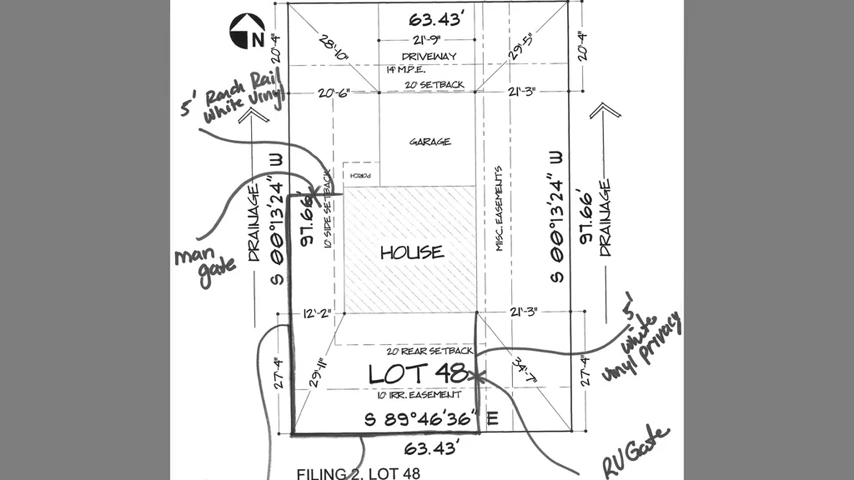 63.43'
N
20'-4"
28'-10"
21'-9"
29'-5"
20'-4"
DRIVEWAY
14' M.P.E.
5' Ranch Rail
white vinyl
20'-6"
20 SETBACK
21'-3"
GARAGE
PORCH
S 00°13'24" W
97.66'
10 SIDE SETBACK
DRAINAGE
MISC. EASEMENTS
S 00°13'24" W
97.66'
DRAINAGE
man
gate
HOUSE
12'-2"
21'-3"
5'
white
vinyl privacy
20 REAR SETBACK
27'-4"
29'-11"
LOT 48
34'-7"
27'-4"
10 IRR. EASEMENT
S 89°46'36" E
63.43'
RV Gate
FILING 2, LOT 48